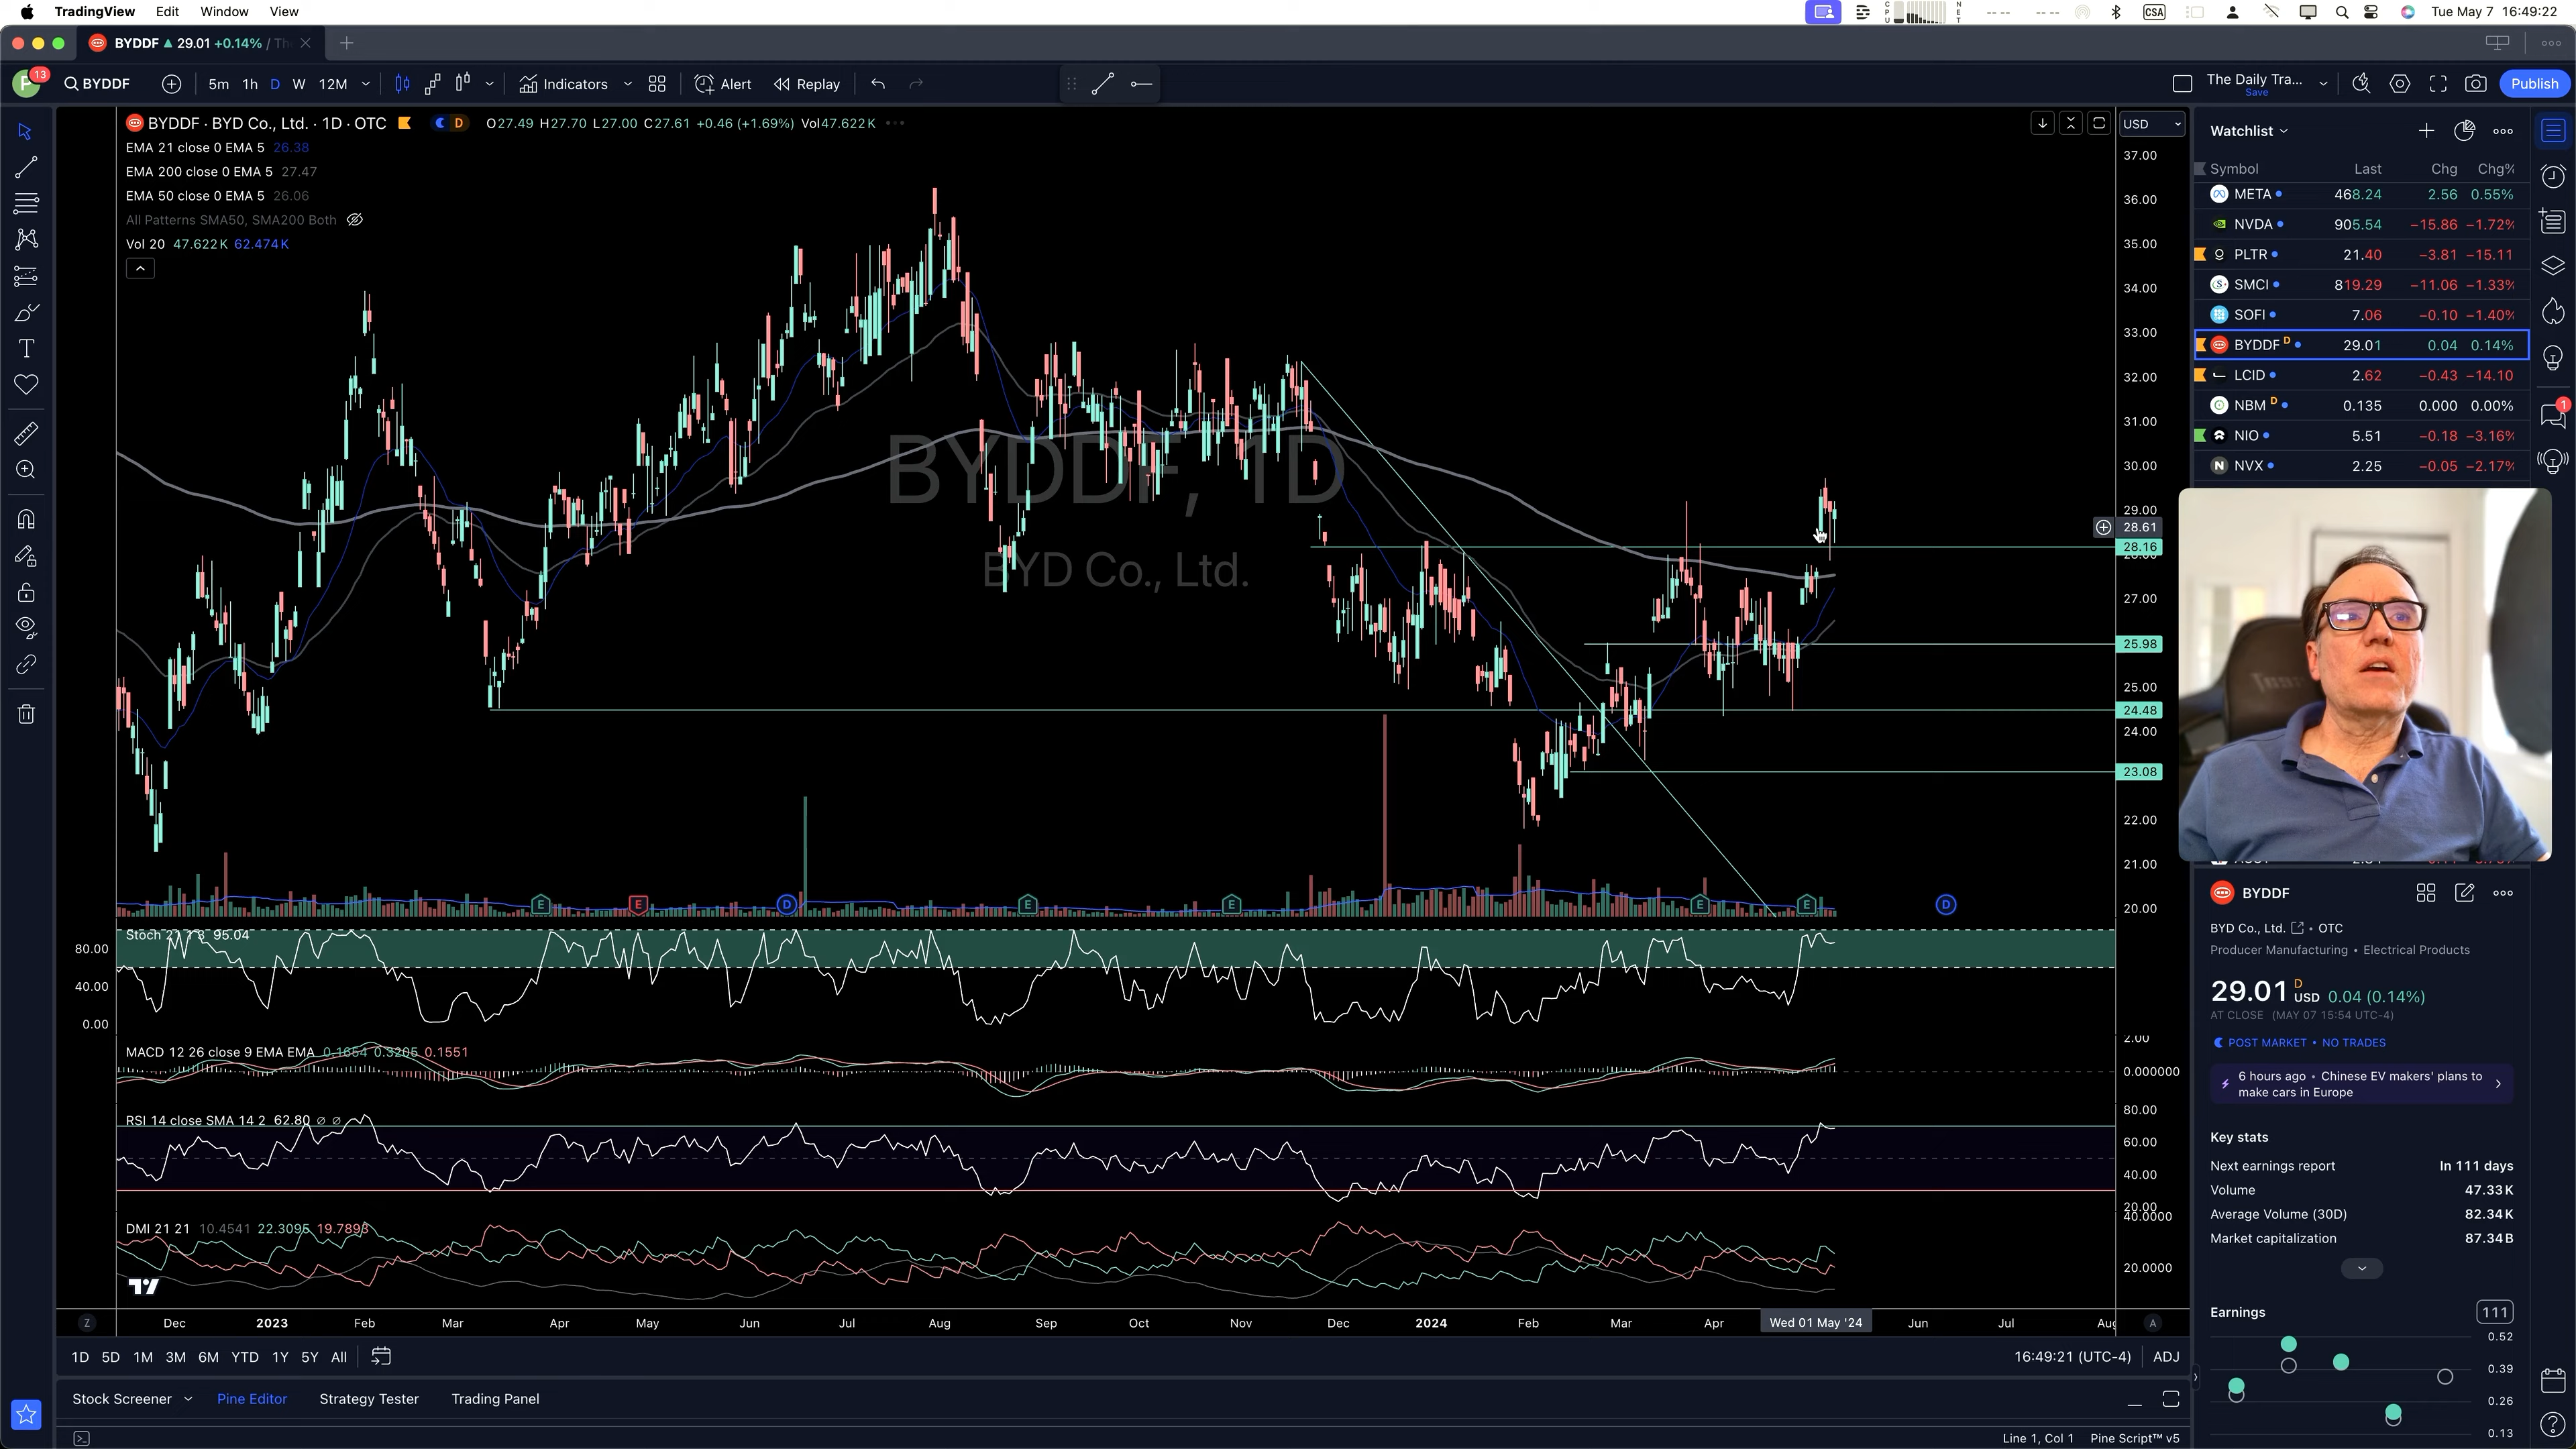 TradingView Edit Window View
CPU NET CSA Tue May 7 16:49:22
BYDDF ▲ 29.01 +0.14% / Th
P 13 BYDDF 5m 1h D W 12M Indicators Alert Replay The Daily Tra... Save Publish
BYDDF · BYD Co., Ltd. · 1D · OTC D O27.49 H27.70 L27.00 C27.61 +0.46 (+1.69%) Vol47.622K
EMA 21 close 0 EMA 5 26.38
EMA 200 close 0 EMA 5 27.47
EMA 50 close 0 EMA 5 26.06
All Patterns SMA50, SMA200 Both
Vol 20 47.622K 62.474K
BYDDF, 1D
BYD Co., Ltd.
USD
37.00
36.00
35.00
34.00
33.00
32.00
31.00
30.00
29.00
28.61
28.16
28.00
27.00
25.98
25.00
24.48
24.00
23.08
22.00
21.00
20.00
E E D E E E E D
Stoch 21 1 3 95.04
80.00
40.00
0.00
MACD 12 26 close 9 EMA EMA 0.1654 0.3205 0.1551
2.00
0.000000
RSI 14 close SMA 14 2 62.80 ∅ ∅
80.00
60.00
40.00
20.00
DMI 21 21 10.4541 22.3095 19.7893
40.0000
20.0000
Z Dec 2023 Feb Mar Apr May Jun Jul Aug Sep Oct Nov Dec 2024 Feb Mar Apr Wed 01 May '24 Jun Jul Aug A
1D 5D 1M 3M 6M YTD 1Y 5Y All 16:49:21 (UTC-4) ADJ
Stock Screener Pine Editor Strategy Tester Trading Panel
Line 1, Col 1 Pine Script™ v5
Watchlist
Symbol Last Chg Chg%
META 468.24 2.56 0.55%
NVDA 905.54 −15.86 −1.72%
PLTR 21.40 −3.81 −15.11
SMCI 819.29 −11.06 −1.33%
SOFI 7.06 −0.10 −1.40%
BYDDF D 29.01 0.04 0.14%
LCID 2.62 −0.43 −14.10
NBM D 0.135 0.000 0.00%
NIO 5.51 −0.18 −3.16%
NVX 2.25 −0.05 −2.17%
1
BYDDF
BYD Co., Ltd. • OTC
Producer Manufacturing • Electrical Products
29.01 D USD 0.04 (0.14%)
AT CLOSE (MAY 07 15:54 UTC-4)
POST MARKET • NO TRADES
6 hours ago • Chinese EV makers' plans to
make cars in Europe
Key stats
Next earnings report In 111 days
Volume 47.33K
Average Volume (30D) 82.34K
Market capitalization 87.34B
Earnings 111
0.52
0.39
0.26
0.13